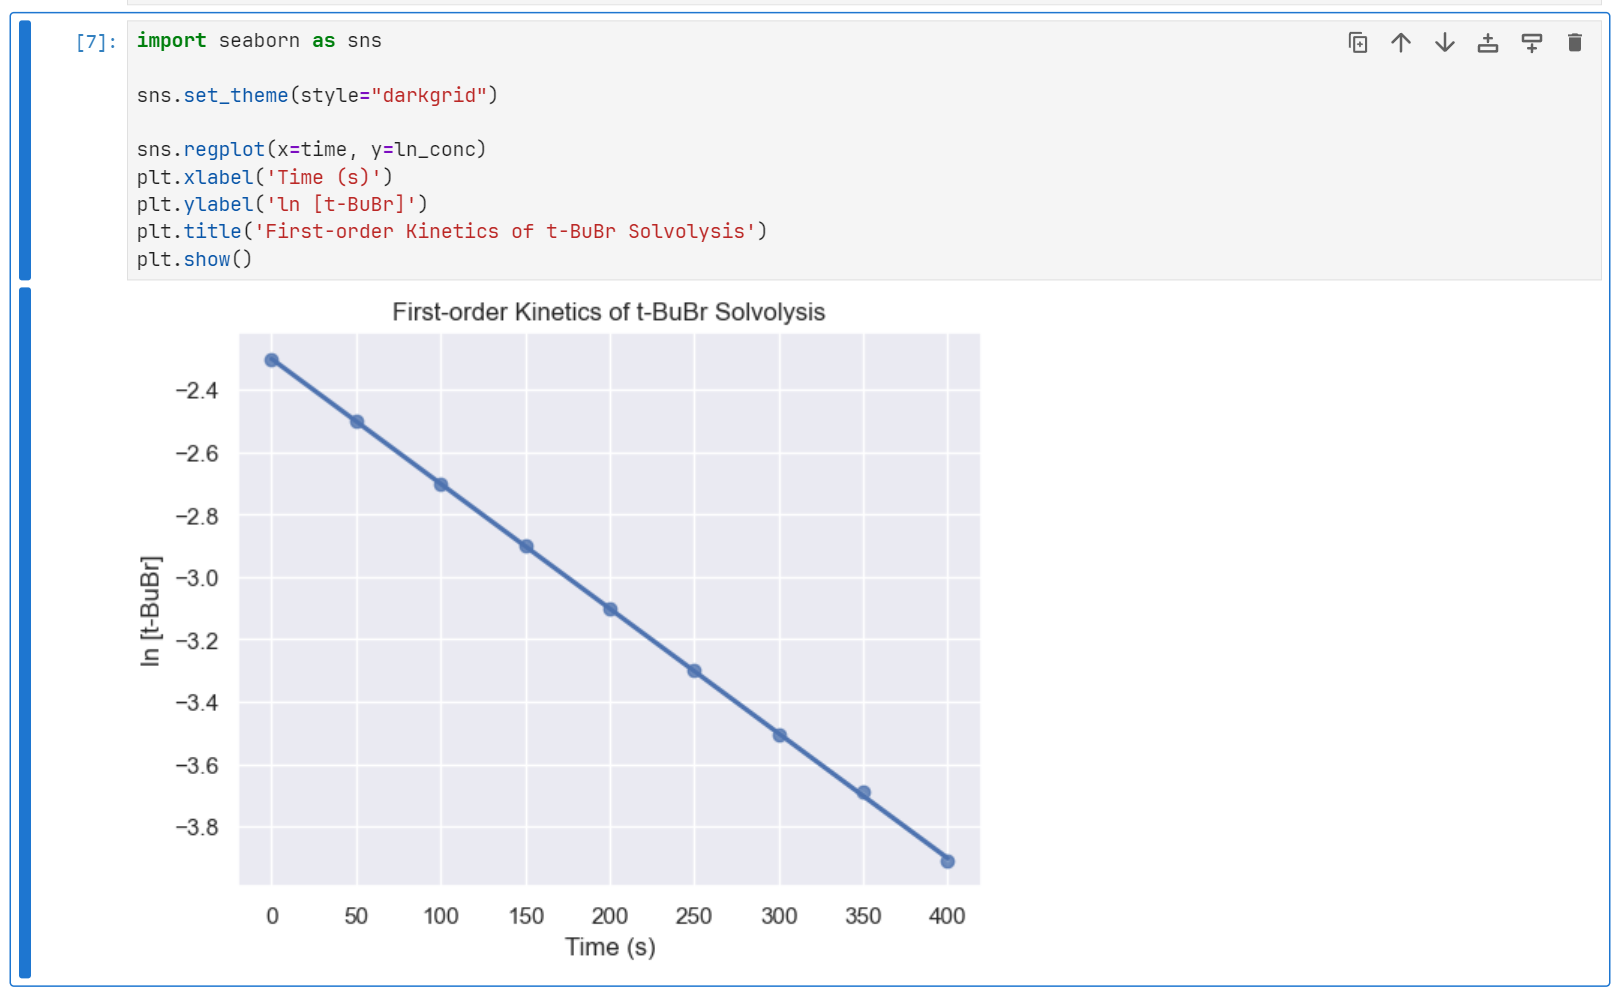 [7]:
import seaborn as sns
sns.set_theme(style="darkgrid")
sns.regplot(x=time, y=ln_conc)
plt.xlabel('Time (s)')
plt.ylabel('ln [t-BuBr]')
plt.title('First-order Kinetics of t-BuBr Solvolysis')
plt.show()
First-order Kinetics of t-BuBr Solvolysis
ln [t-BuBr]
−2.4
−2.6
−2.8
−3.0
−3.2
−3.4
−3.6
−3.8
0 50 100 150 200 250 300 350 400
Time (s)